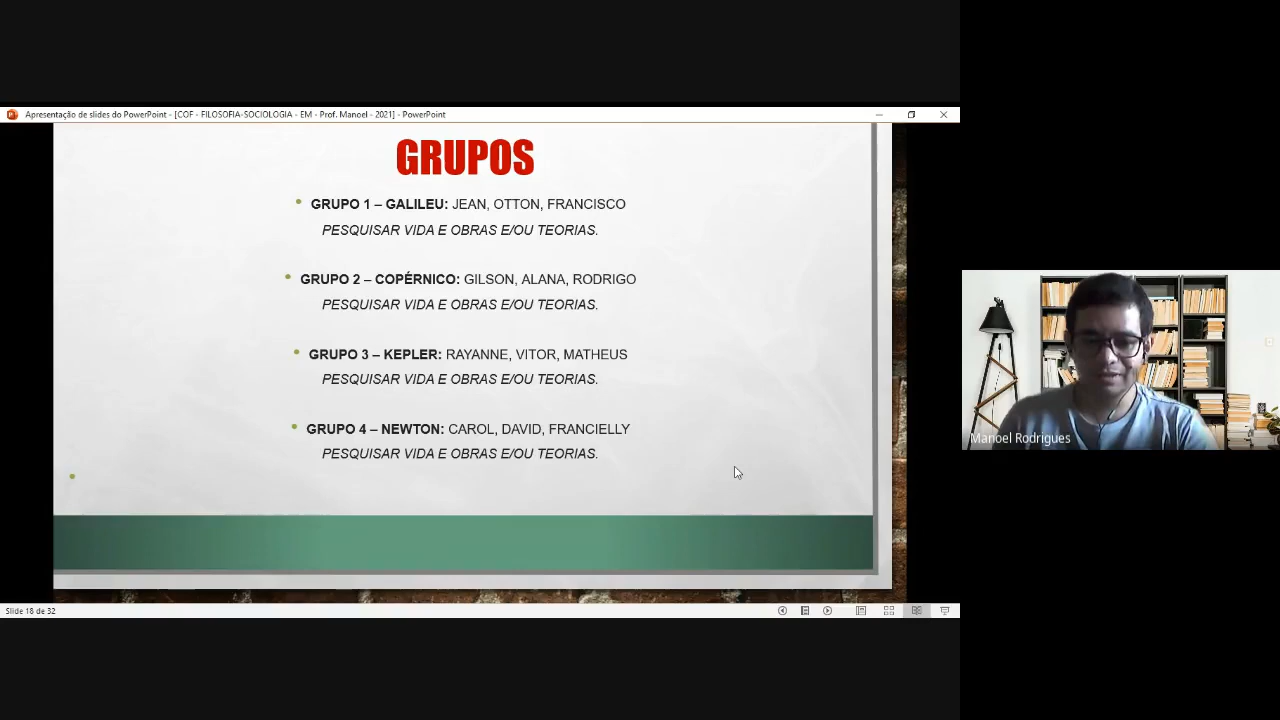 Apresentação de slides do PowerPoint - [COF - FILOSOFIA-SOCIOLOGIA - EM - Prof. Manoel - 2021] - PowerPoint
GRUPOS
• GRUPO 1 – GALILEU: JEAN, OTTON, FRANCISCO
PESQUISAR VIDA E OBRAS E/OU TEORIAS.
• GRUPO 2 – COPÉRNICO: GILSON, ALANA, RODRIGO
PESQUISAR VIDA E OBRAS E/OU TEORIAS.
• GRUPO 3 – KEPLER: RAYANNE, VITOR, MATHEUS
PESQUISAR VIDA E OBRAS E/OU TEORIAS.
• GRUPO 4 – NEWTON: CAROL, DAVID, FRANCIELLY
PESQUISAR VIDA E OBRAS E/OU TEORIAS.
Manoel Rodrigues
Slide 18 de 32